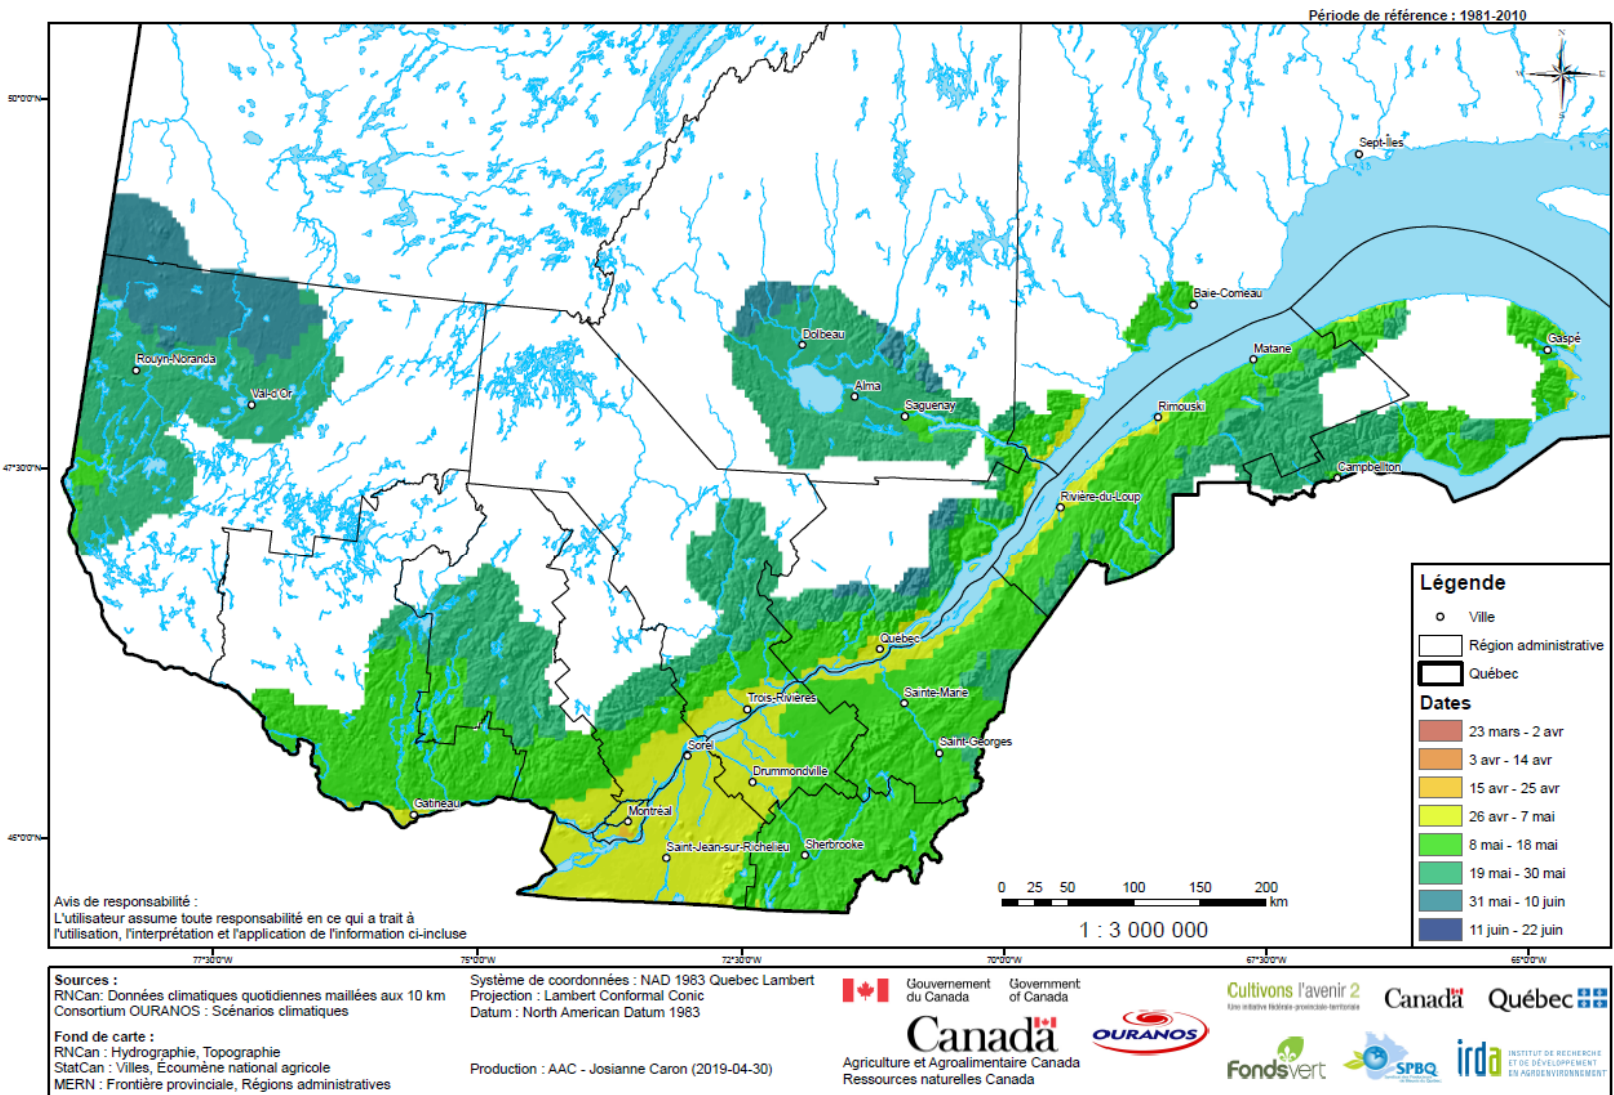 Période de référence : 1981-2010
N
W
E
S
50°0'0"N
47°30'0"N
45°0'0"N
Sept-Îles
Baie-Comeau
Gaspé
Matane
Dolbeau
Rouyn-Noranda
Alma
Val-d'Or
Saguenay
Rimouski
Campbellton
Rivière-du-Loup
Québec
Sainte-Marie
Trois-Rivières
Saint-Georges
Sorel
Drummondville
Gatineau
Montréal
Saint-Jean-sur-Richelieu
Sherbrooke
Légende
Ville
Région administrative
Québec
Dates
23 mars - 2 avr
3 avr - 14 avr
15 avr - 25 avr
26 avr - 7 mai
8 mai - 18 mai
19 mai - 30 mai
31 mai - 10 juin
11 juin - 22 juin
0 25 50 100 150 200
km
1 : 3 000 000
Avis de responsabilité :
L'utilisateur assume toute responsabilité en ce qui a trait à
l'utilisation, l'interprétation et l'application de l'information ci-incluse
77°30'0"W
75°0'0"W
72°30'0"W
70°0'0"W
67°30'0"W
65°0'0"W
Sources :
RNCan: Données climatiques quotidiennes maillées aux 10 km
Consortium OURANOS : Scénarios climatiques
Fond de carte :
RNCan : Hydrographie, Topographie
StatCan : Villes, Écoumène national agricole
MERN : Frontière provinciale, Régions administratives
Système de coordonnées : NAD 1983 Quebec Lambert
Projection : Lambert Conformal Conic
Datum : North American Datum 1983
Production : AAC - Josianne Caron (2019-04-30)
Gouvernement du Canada
Government of Canada
Canada
Agriculture et Agroalimentaire Canada
Ressources naturelles Canada
OURANOS
Cultivons l'avenir 2
Une initiative fédérale-provinciale-territoriale
Canada
Québec
Fondsvert
SPBQ
irda
INSTITUT DE RECHERCHE
ET DE DÉVELOPPEMENT
EN AGROENVIRONNEMENT